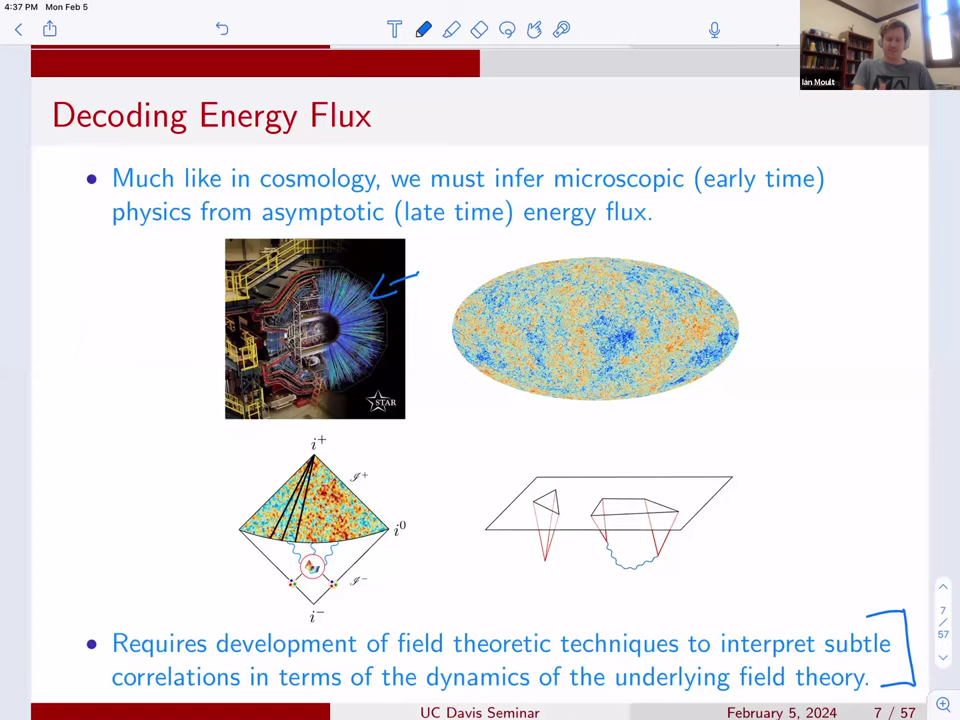 4:37 PM Mon Feb 5
Ian Moult
Decoding Energy Flux
• Much like in cosmology, we must infer microscopic (early time)
physics from asymptotic (late time) energy flux.
STAR
i⁺
𝓘⁺
i⁰
𝓘⁻
i⁻
7
/
57
• Requires development of field theoretic techniques to interpret subtle
correlations in terms of the dynamics of the underlying field theory.
UC Davis Seminar February 5, 2024 7 / 57